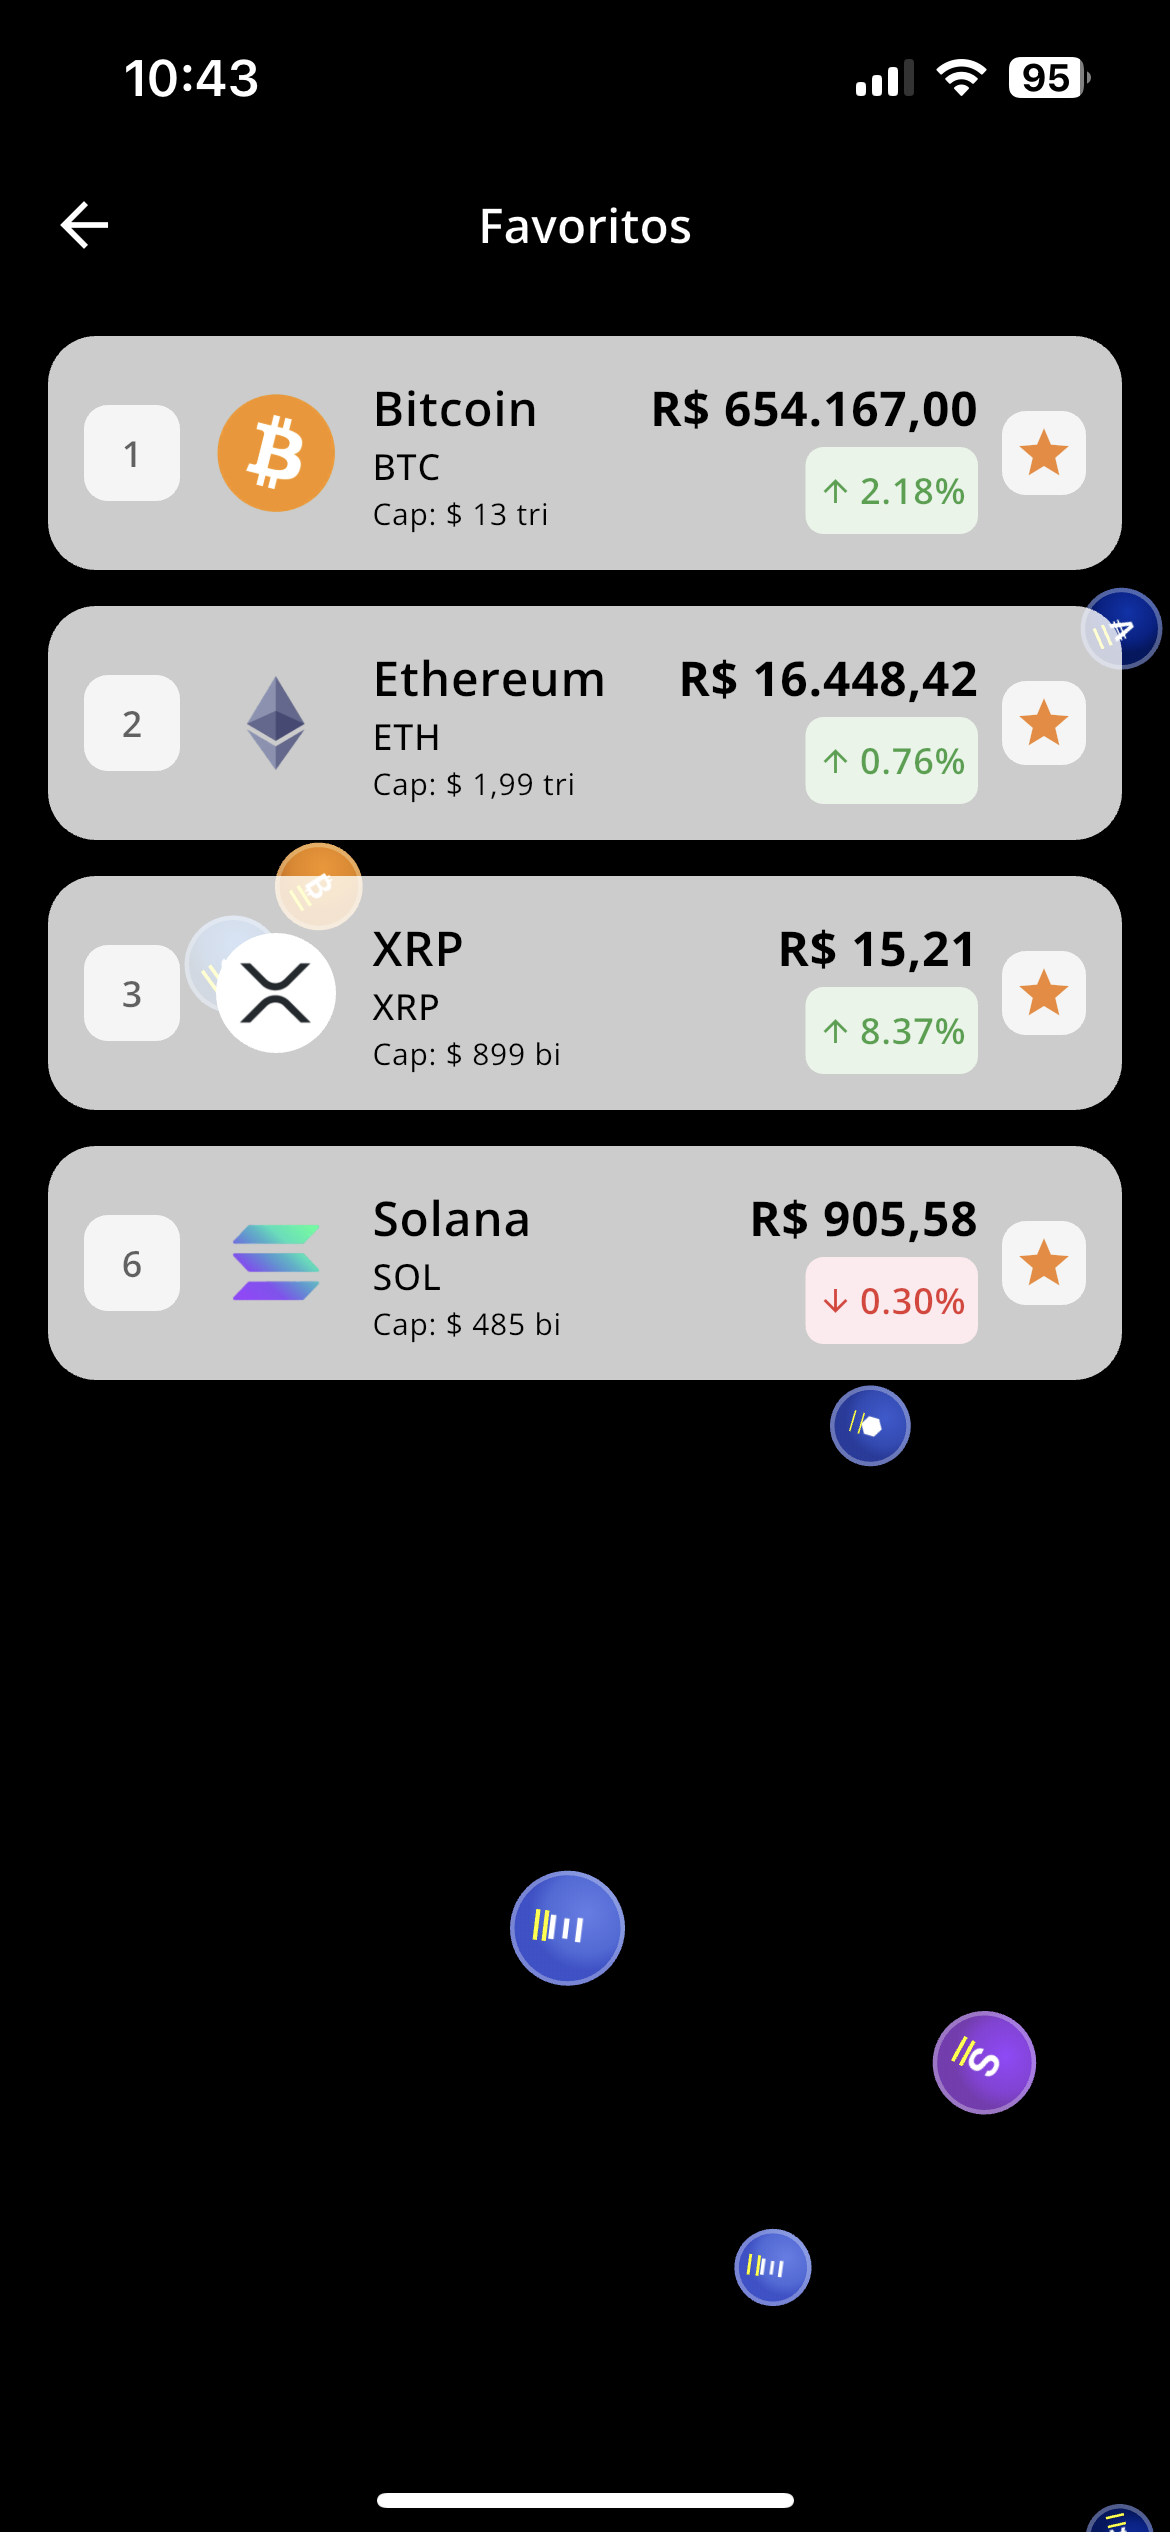 10:43
95
Favoritos
1
Bitcoin
R$ 654.167,00
BTC
↑ 2.18%
Cap: $ 13 tri
2
Ethereum
R$ 16.448,42
ETH
↑ 0.76%
Cap: $ 1,99 tri
3
XRP
R$ 15,21
XRP
↑ 8.37%
Cap: $ 899 bi
6
Solana
R$ 905,58
SOL
↓ 0.30%
Cap: $ 485 bi
S